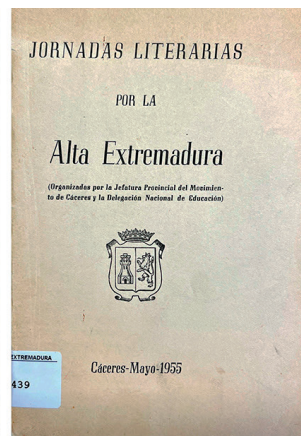 JORNADAS LITERARIAS
POR LA
Alta Extremadura
(Organizadas por la Jefatura Provincial del Movimien-
to de Cáceres y la Delegación Nacional de Educación)
Cáceres-Mayo-1955
EXTREMADURA
439